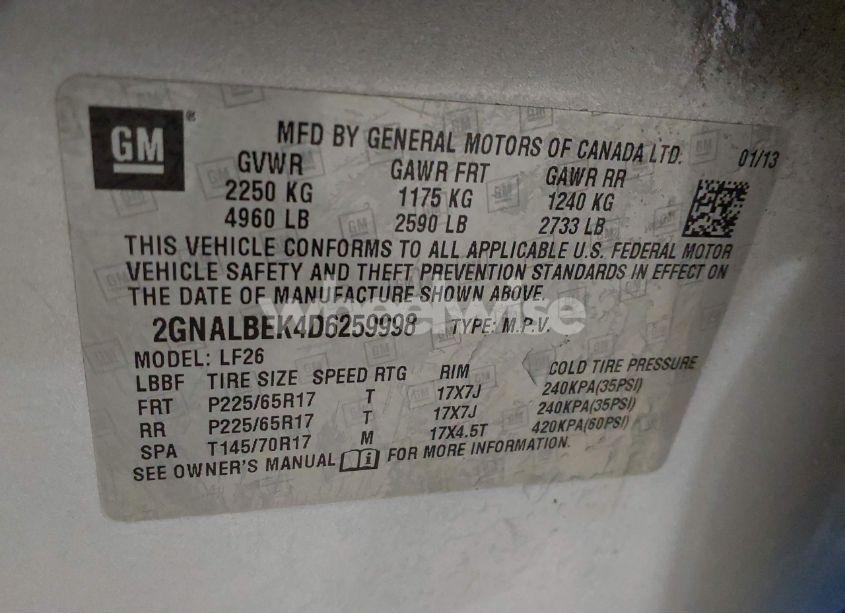 GM®
MFD BY GENERAL MOTORS OF CANADA LTD. 01/13
GVWR GAWR FRT GAWR RR
2250 KG 1175 KG 1240 KG
4960 LB 2590 LB 2733 LB
THIS VEHICLE CONFORMS TO ALL APPLICABLE U.S. FEDERAL MOTOR
VEHICLE SAFETY AND THEFT PREVENTION STANDARDS IN EFFECT ON
THE DATE OF MANUFACTURE SHOWN ABOVE.
wheelwise
2GNALBEK4D6259998 TYPE: M.P.V.
MODEL: LF26
LBBF TIRE SIZE SPEED RTG RIM COLD TIRE PRESSURE
FRT P225/65R17 T 17X7J 240KPA(35PSI)
RR P225/65R17 T 17X7J 240KPA(35PSI)
SPA T145/70R17 M 17X4.5T 420KPA(60PSI)
SEE OWNER'S MANUAL FOR MORE INFORMATION.